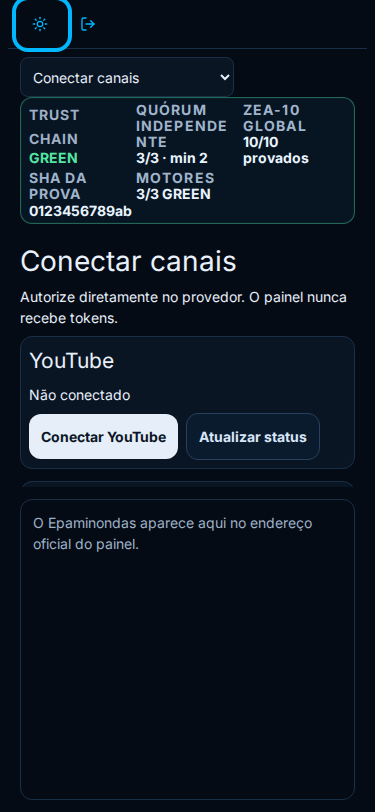 Conectar canais
TRUST
CHAIN
GREEN
QUÓRUM
INDEPENDE
NTE
3/3 · min 2
ZEA-10
GLOBAL
10/10
provados
SHA DA
PROVA
0123456789ab
MOTORES
3/3 GREEN
Conectar canais
Autorize diretamente no provedor. O painel nunca
recebe tokens.
YouTube
Não conectado
Conectar YouTube
Atualizar status
O Epaminondas aparece aqui no endereço
oficial do painel.